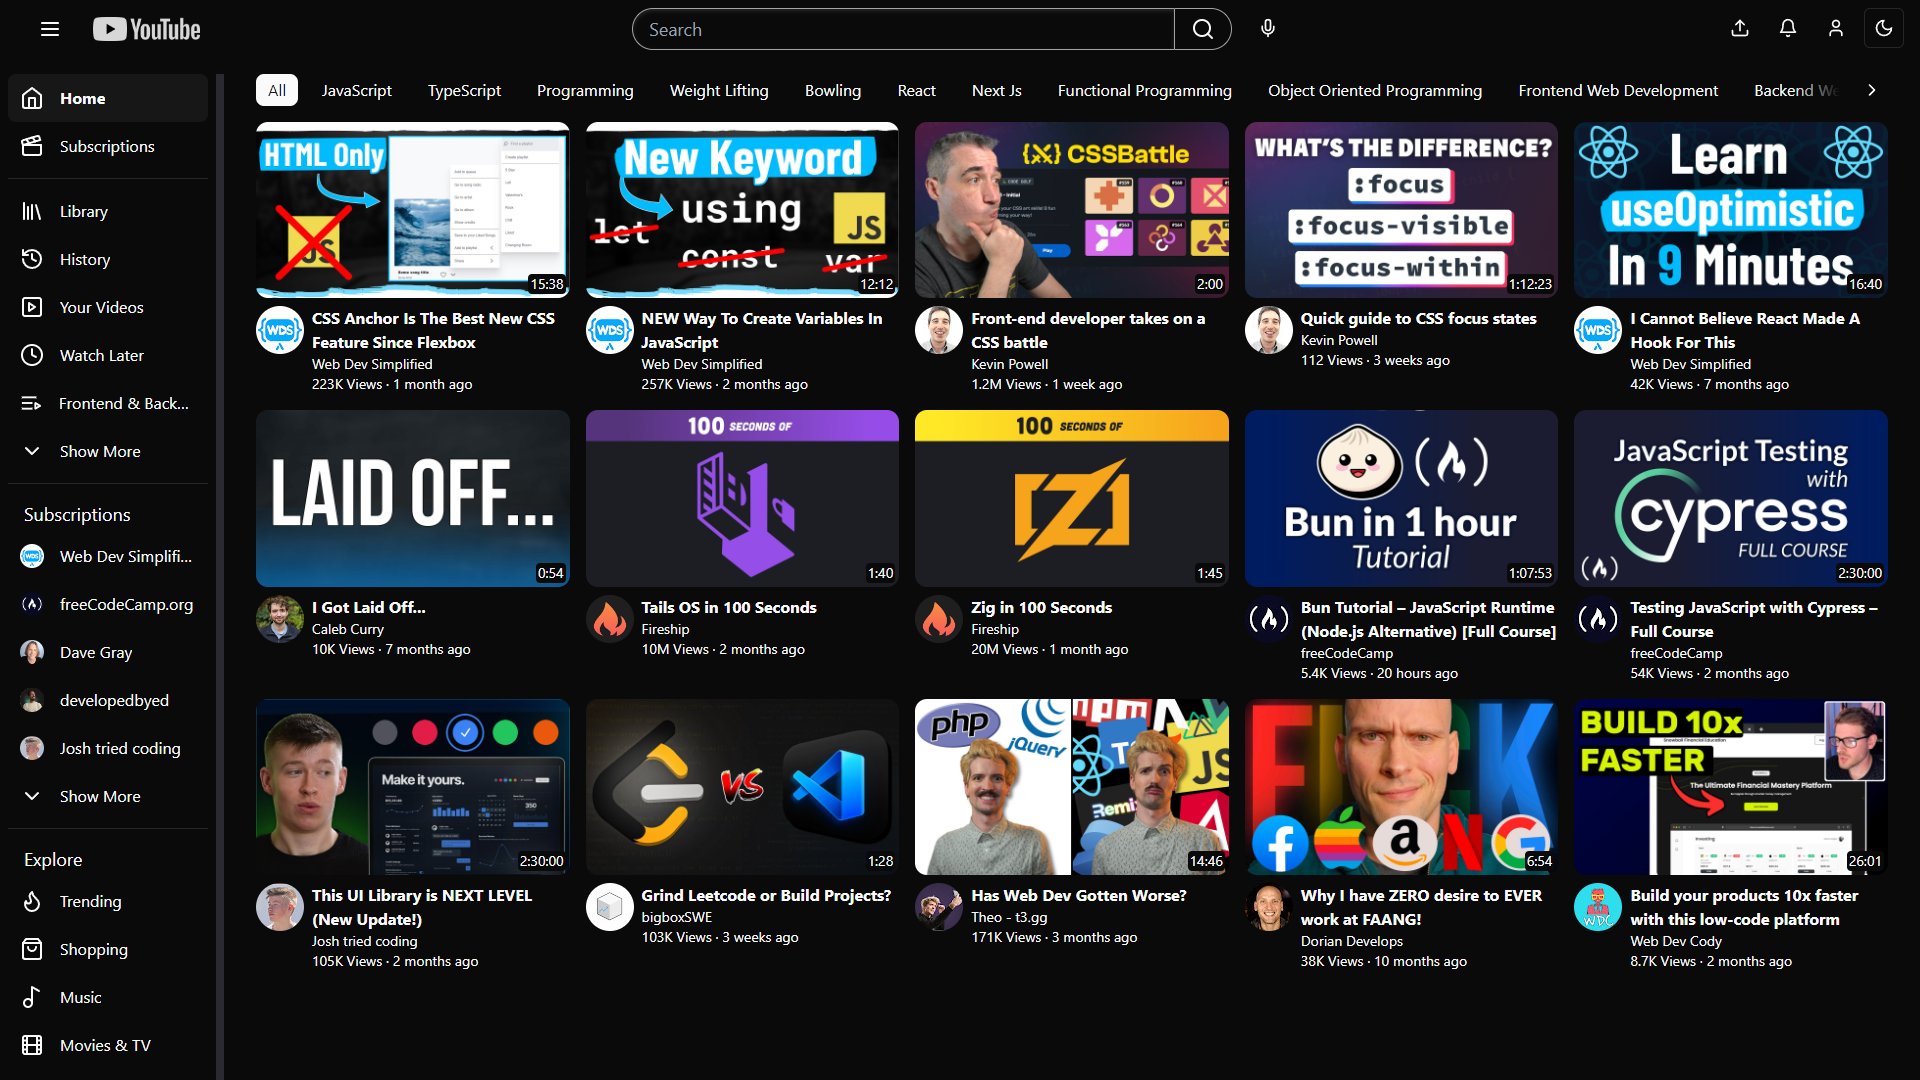 YouTube
Search
Home
Subscriptions
Library
History
Your Videos
Watch Later
Frontend & Back...
Show More
Subscriptions
Web Dev Simplifi...
freeCodeCamp.org
Dave Gray
developedbyed
Josh tried coding
Show More
Explore
Trending
Shopping
Music
Movies & TV
All
JavaScript
TypeScript
Programming
Weight Lifting
Bowling
React
Next Js
Functional Programming
Object Oriented Programming
Frontend Web Development
Backend We
HTML Only
JS
15:38
WDS
CSS Anchor Is The Best New CSS
Feature Since Flexbox
Web Dev Simplified
223K Views · 1 month ago
New Keyword
let
using
const
var
JS
12:12
WDS
NEW Way To Create Variables In
JavaScript
Web Dev Simplified
257K Views · 2 months ago
CSSBattle
2:00
Front-end developer takes on a
CSS battle
Kevin Powell
1.2M Views · 1 week ago
WHAT'S THE DIFFERENCE?
:focus
:focus-visible
:focus-within
1:12:23
Quick guide to CSS focus states
Kevin Powell
112 Views · 3 weeks ago
Learn
useOptimistic
In 9 Minutes
16:40
WDS
I Cannot Believe React Made A
Hook For This
Web Dev Simplified
42K Views · 7 months ago
LAID OFF...
0:54
I Got Laid Off...
Caleb Curry
10K Views · 7 months ago
100 SECONDS OF
1:40
Tails OS in 100 Seconds
Fireship
10M Views · 2 months ago
100 SECONDS OF
1:45
Zig in 100 Seconds
Fireship
20M Views · 1 month ago
Bun in 1 hour
Tutorial
1:07:53
Bun Tutorial – JavaScript Runtime
(Node.js Alternative) [Full Course]
freeCodeCamp
5.4K Views · 20 hours ago
JavaScript Testing
with
cypress
FULL COURSE
2:30:00
Testing JavaScript with Cypress –
Full Course
freeCodeCamp
54K Views · 2 months ago
Make it yours.
2:30:00
This UI Library is NEXT LEVEL
(New Update!)
Josh tried coding
105K Views · 2 months ago
VS
1:28
Grind Leetcode or Build Projects?
bigboxSWE
103K Views · 3 weeks ago
php
jQuery
npm
TS
JS
Remix
14:46
Has Web Dev Gotten Worse?
Theo - t3.gg
171K Views · 3 months ago
6:54
Why I have ZERO desire to EVER
work at FAANG!
Dorian Develops
38K Views · 10 months ago
BUILD 10x
FASTER
The Ultimate Financial Mastery Platform
26:01
WDC
Build your products 10x faster
with this low-code platform
Web Dev Cody
8.7K Views · 2 months ago